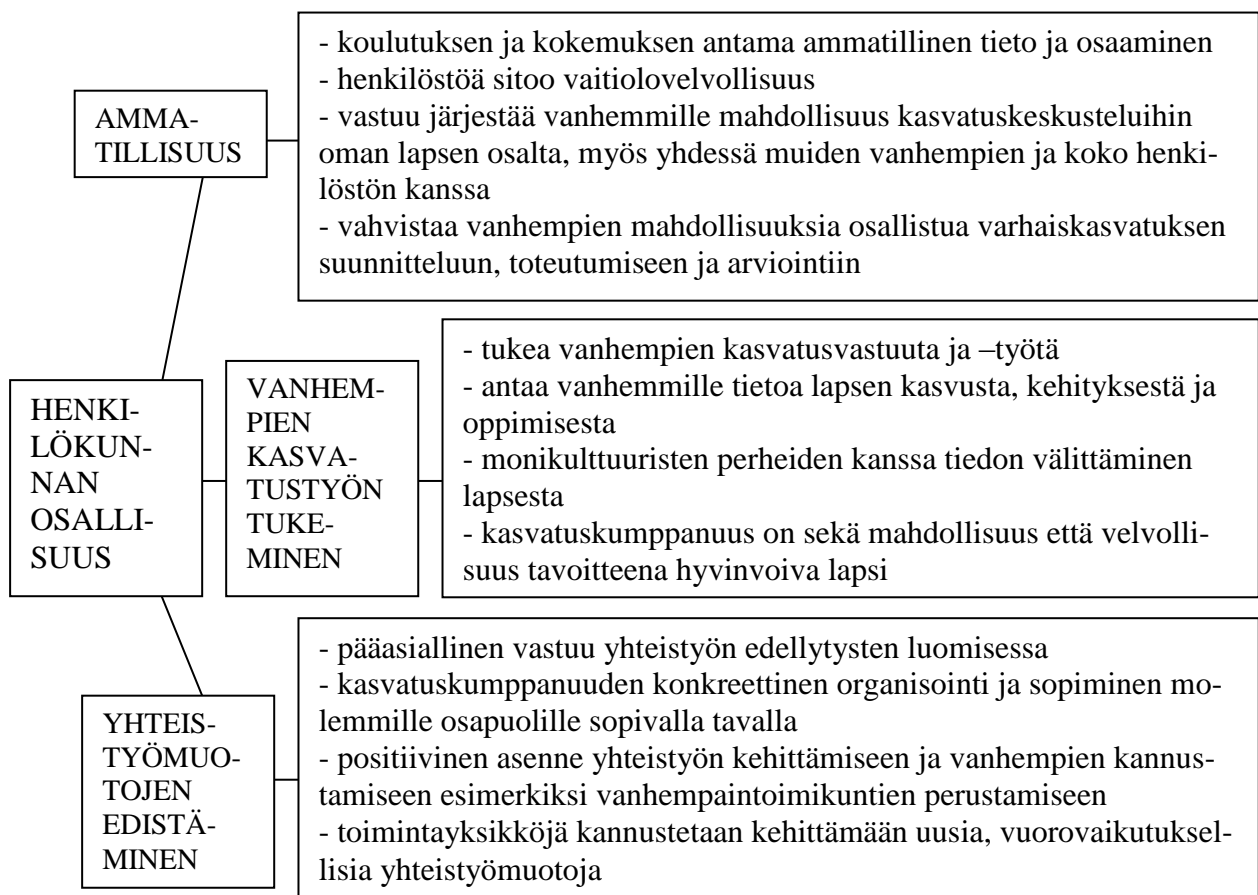 - koulutuksen ja kokemuksen antama ammatillinen tieto ja osaaminen
- henkilöstöä sitoo vaitiolovelvollisuus
- vastuu järjestää vanhemmille mahdollisuus kasvatuskeskusteluihin
oman lapsen osalta, myös yhdessä muiden vanhempien ja koko henki-
löstön kanssa
- vahvistaa vanhempien mahdollisuuksia osallistua varhaiskasvatuksen
suunnitteluun, toteutumiseen ja arviointiin
AMMA-
TILLISUUS
HENKI-
LÖKUN-
NAN
OSALLI-
SUUS
VANHEM-
PIEN
KASVA-
TUSTYÖN
TUKE-
MINEN
- tukea vanhempien kasvatusvastuuta ja –työtä
- antaa vanhemmille tietoa lapsen kasvusta, kehityksestä ja
oppimisesta
- monikulttuuristen perheiden kanssa tiedon välittäminen
lapsesta
- kasvatuskumppanuus on sekä mahdollisuus että velvolli-
suus tavoitteena hyvinvoiva lapsi
YHTEIS-
TYÖMUO-
TOJEN
EDISTÄ-
MINEN
- pääasiallinen vastuu yhteistyön edellytysten luomisessa
- kasvatuskumppanuuden konkreettinen organisointi ja sopiminen mo-
lemmille osapuolille sopivalla tavalla
- positiivinen asenne yhteistyön kehittämiseen ja vanhempien kannus-
tamiseen esimerkiksi vanhempaintoimikuntien perustamiseen
- toimintayksikköjä kannustetaan kehittämään uusia, vuorovaikutuksel-
lisia yhteistyömuotoja